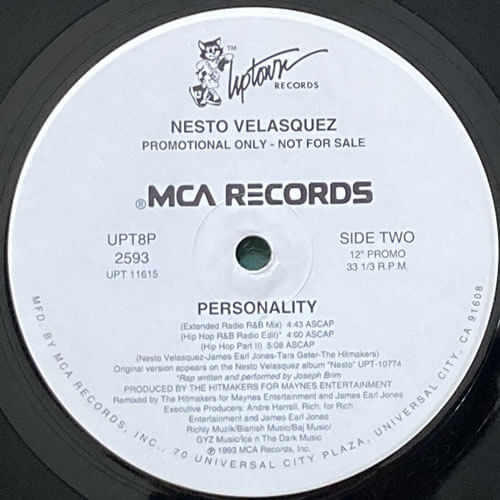 TM
Uptown
RECORDS
NESTO VELASQUEZ
PROMOTIONAL ONLY - NOT FOR SALE
®MCA RECORDS
UPT8P
2593
UPT 11615
SIDE TWO
12" PROMO
33 1/3 R.P.M.
PERSONALITY
(Extended Radio R&B Mix) 4:43 ASCAP
(Hip Hop R&B Radio Edit)* 4:00 ASCAP
(Hip Hop Part II) 5:08 ASCAP
(Nesto Velasquez-James Earl Jones-Tara Geter-The Hitmakers)
Original version appears on the Nesto Velasquez album "Nesto" UPT-10774
*Rap written and performed by Joseph Brim
PRODUCED BY THE HITMAKERS FOR MAYNES ENTERTAINMENT
Remixed by The Hitmakers for Maynes Entertainment and James Earl Jones
Executive Producers: Andre Harrell, Rich; for Rich
Entertainment and James Earl Jones
Richly Muzik/Bianish Music/Baj Music/
GYZ Music/Ice n The Dark Music
℗ 1993 MCA Records, Inc.
MFD. BY MCA RECORDS, INC., 70 UNIVERSAL CITY PLAZA, UNIVERSAL CITY, CA 91608